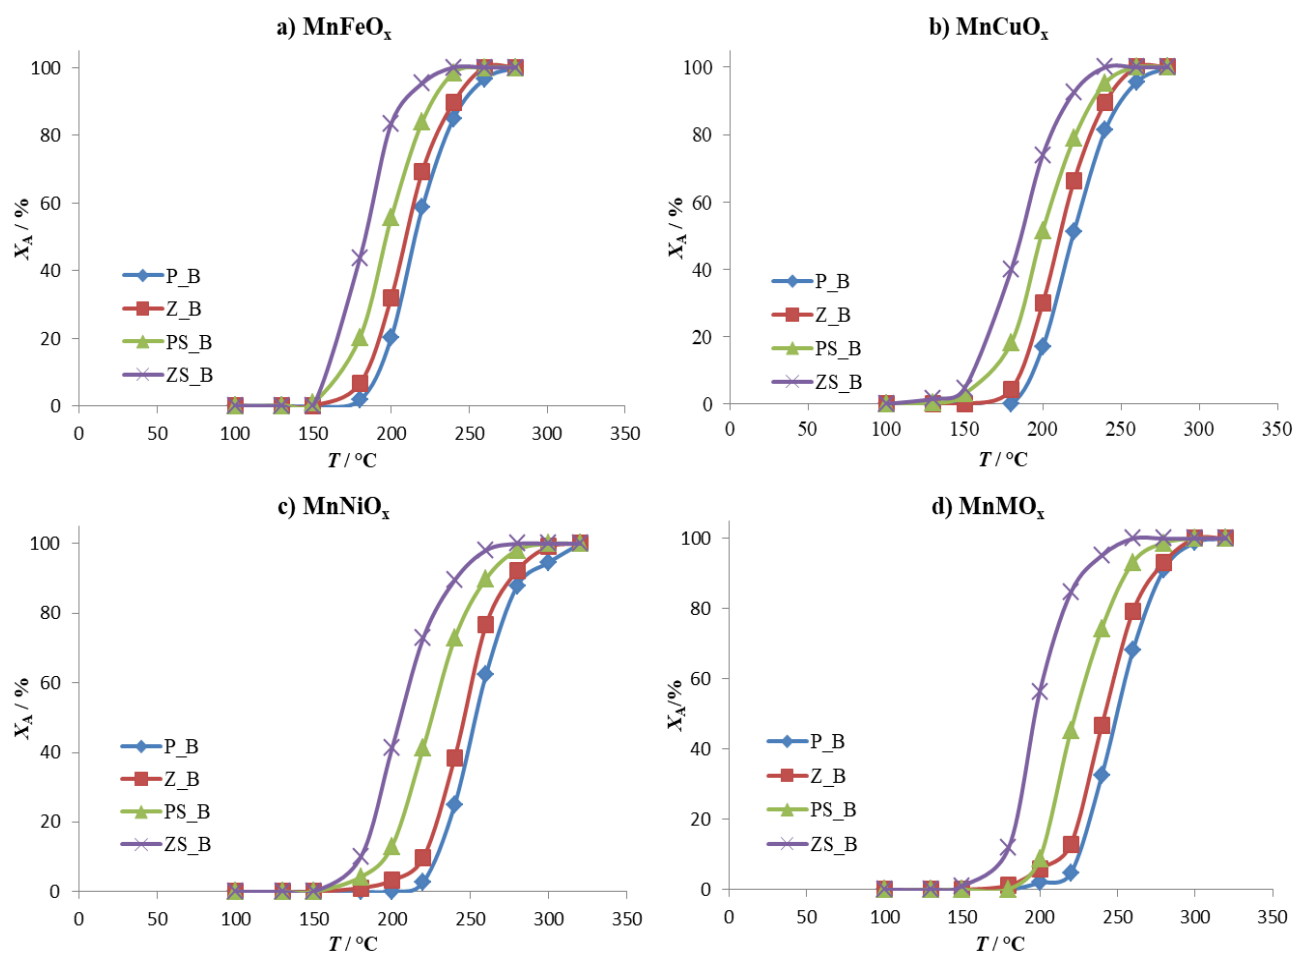 a) MnFeOx
100
80
60
40
20
0
XA / %
P_B
Z_B
PS_B
ZS_B
0 50 100 150 200 250 300 350
T / °C
b) MnCuOx
100
80
60
40
20
0
XA / %
P_B
Z_B
PS_B
ZS_B
0 50 100 150 200 250 300 350
T / °C
c) MnNiOx
100
80
60
40
20
0
XA / %
P_B
Z_B
PS_B
ZS_B
0 50 100 150 200 250 300 350
T / °C
d) MnMOx
100
80
60
40
20
0
XA/%
P_B
Z_B
PS_B
ZS_B
0 50 100 150 200 250 300 350
T / °C